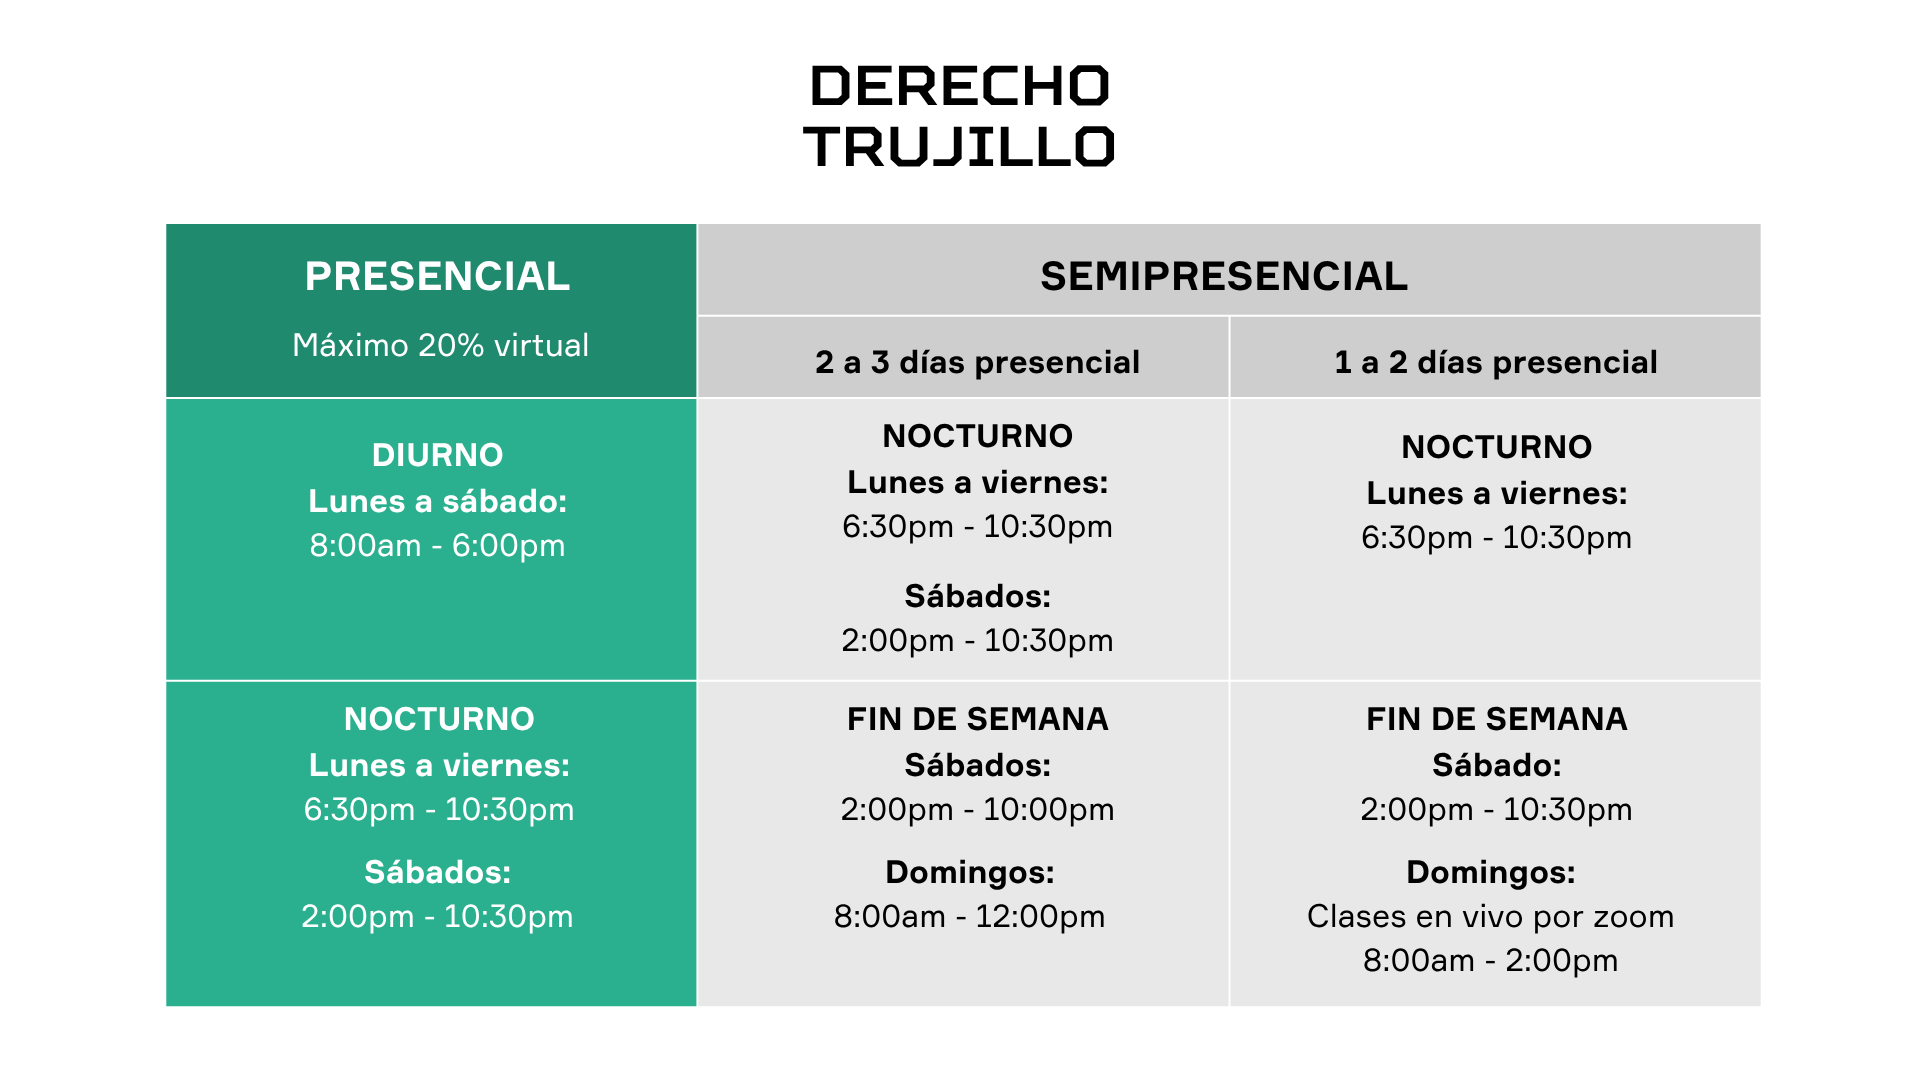 DERECHO
TRUJILLO
PRESENCIAL
Máximo 20% virtual
SEMIPRESENCIAL
2 a 3 días presencial
1 a 2 días presencial
DIURNO
Lunes a sábado:
8:00am - 6:00pm
NOCTURNO
Lunes a viernes:
6:30pm - 10:30pm
Sábados:
2:00pm - 10:30pm
NOCTURNO
Lunes a viernes:
6:30pm - 10:30pm
NOCTURNO
Lunes a viernes:
6:30pm - 10:30pm
Sábados:
2:00pm - 10:30pm
FIN DE SEMANA
Sábados:
2:00pm - 10:00pm
Domingos:
8:00am - 12:00pm
FIN DE SEMANA
Sábado:
2:00pm - 10:30pm
Domingos:
Clases en vivo por zoom
8:00am - 2:00pm